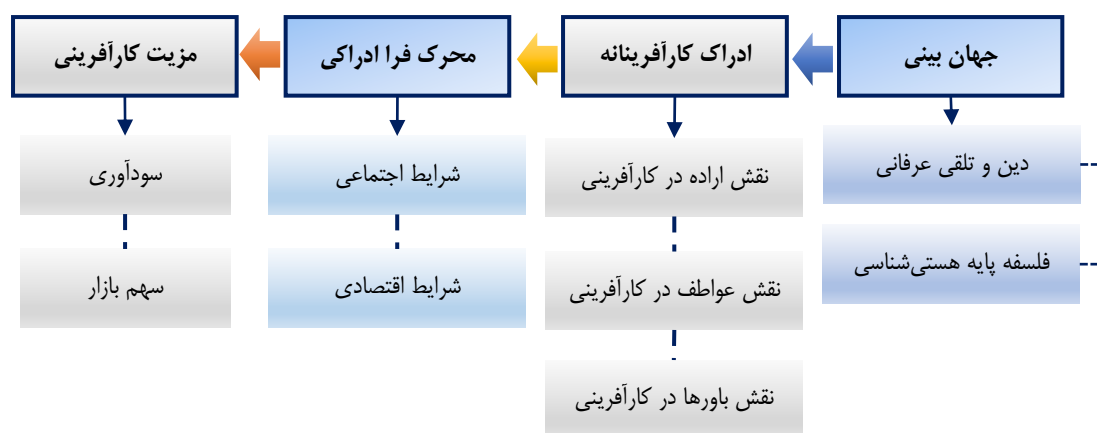 جهان بینی
ادراک کارآفرینانه
محرک فرا ادراکی
مزیت کارآفرینی
دین و تلقی عرفانی
نقش اراده در کارآفرینی
شرایط اجتماعی
سودآوری
فلسفه پایه هستی‌شناسی
نقش عواطف در کارآفرینی
شرایط اقتصادی
سهم بازار
نقش باورها در کارآفرینی